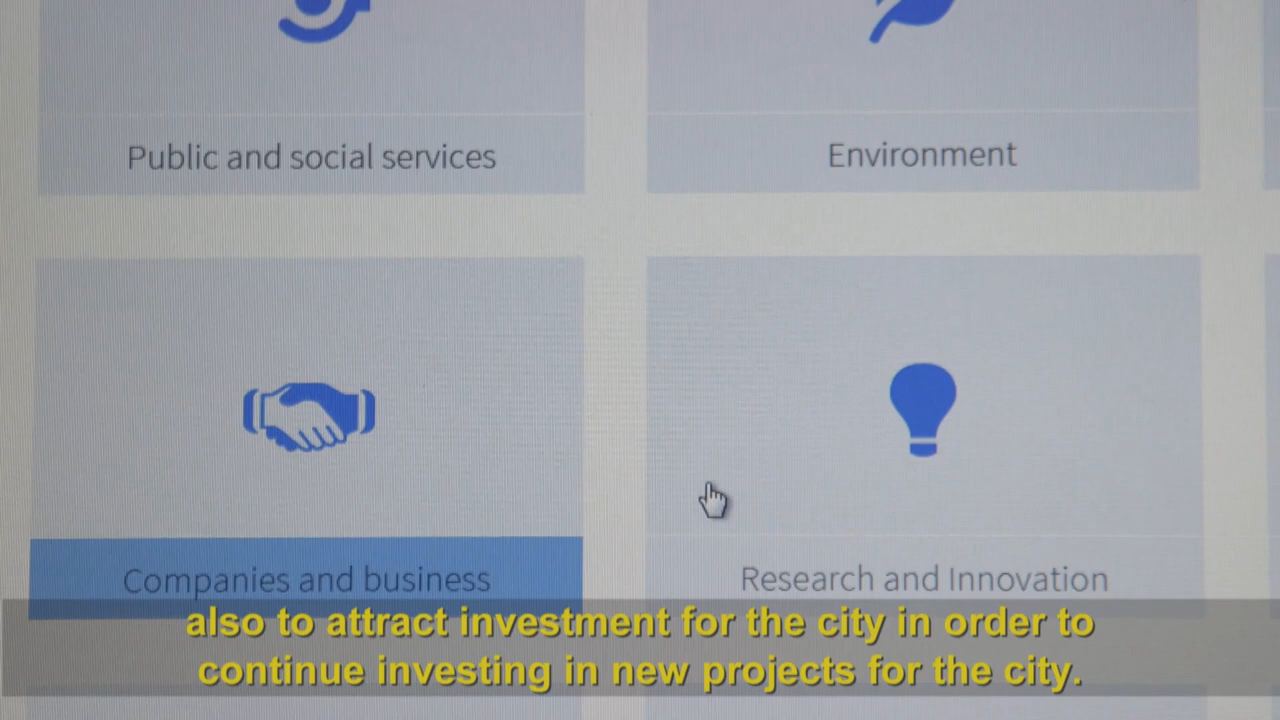 Public and social services
Environment
Companies and business
Research and Innovation
also to attract investment for the city in order to
continue investing in new projects for the city.